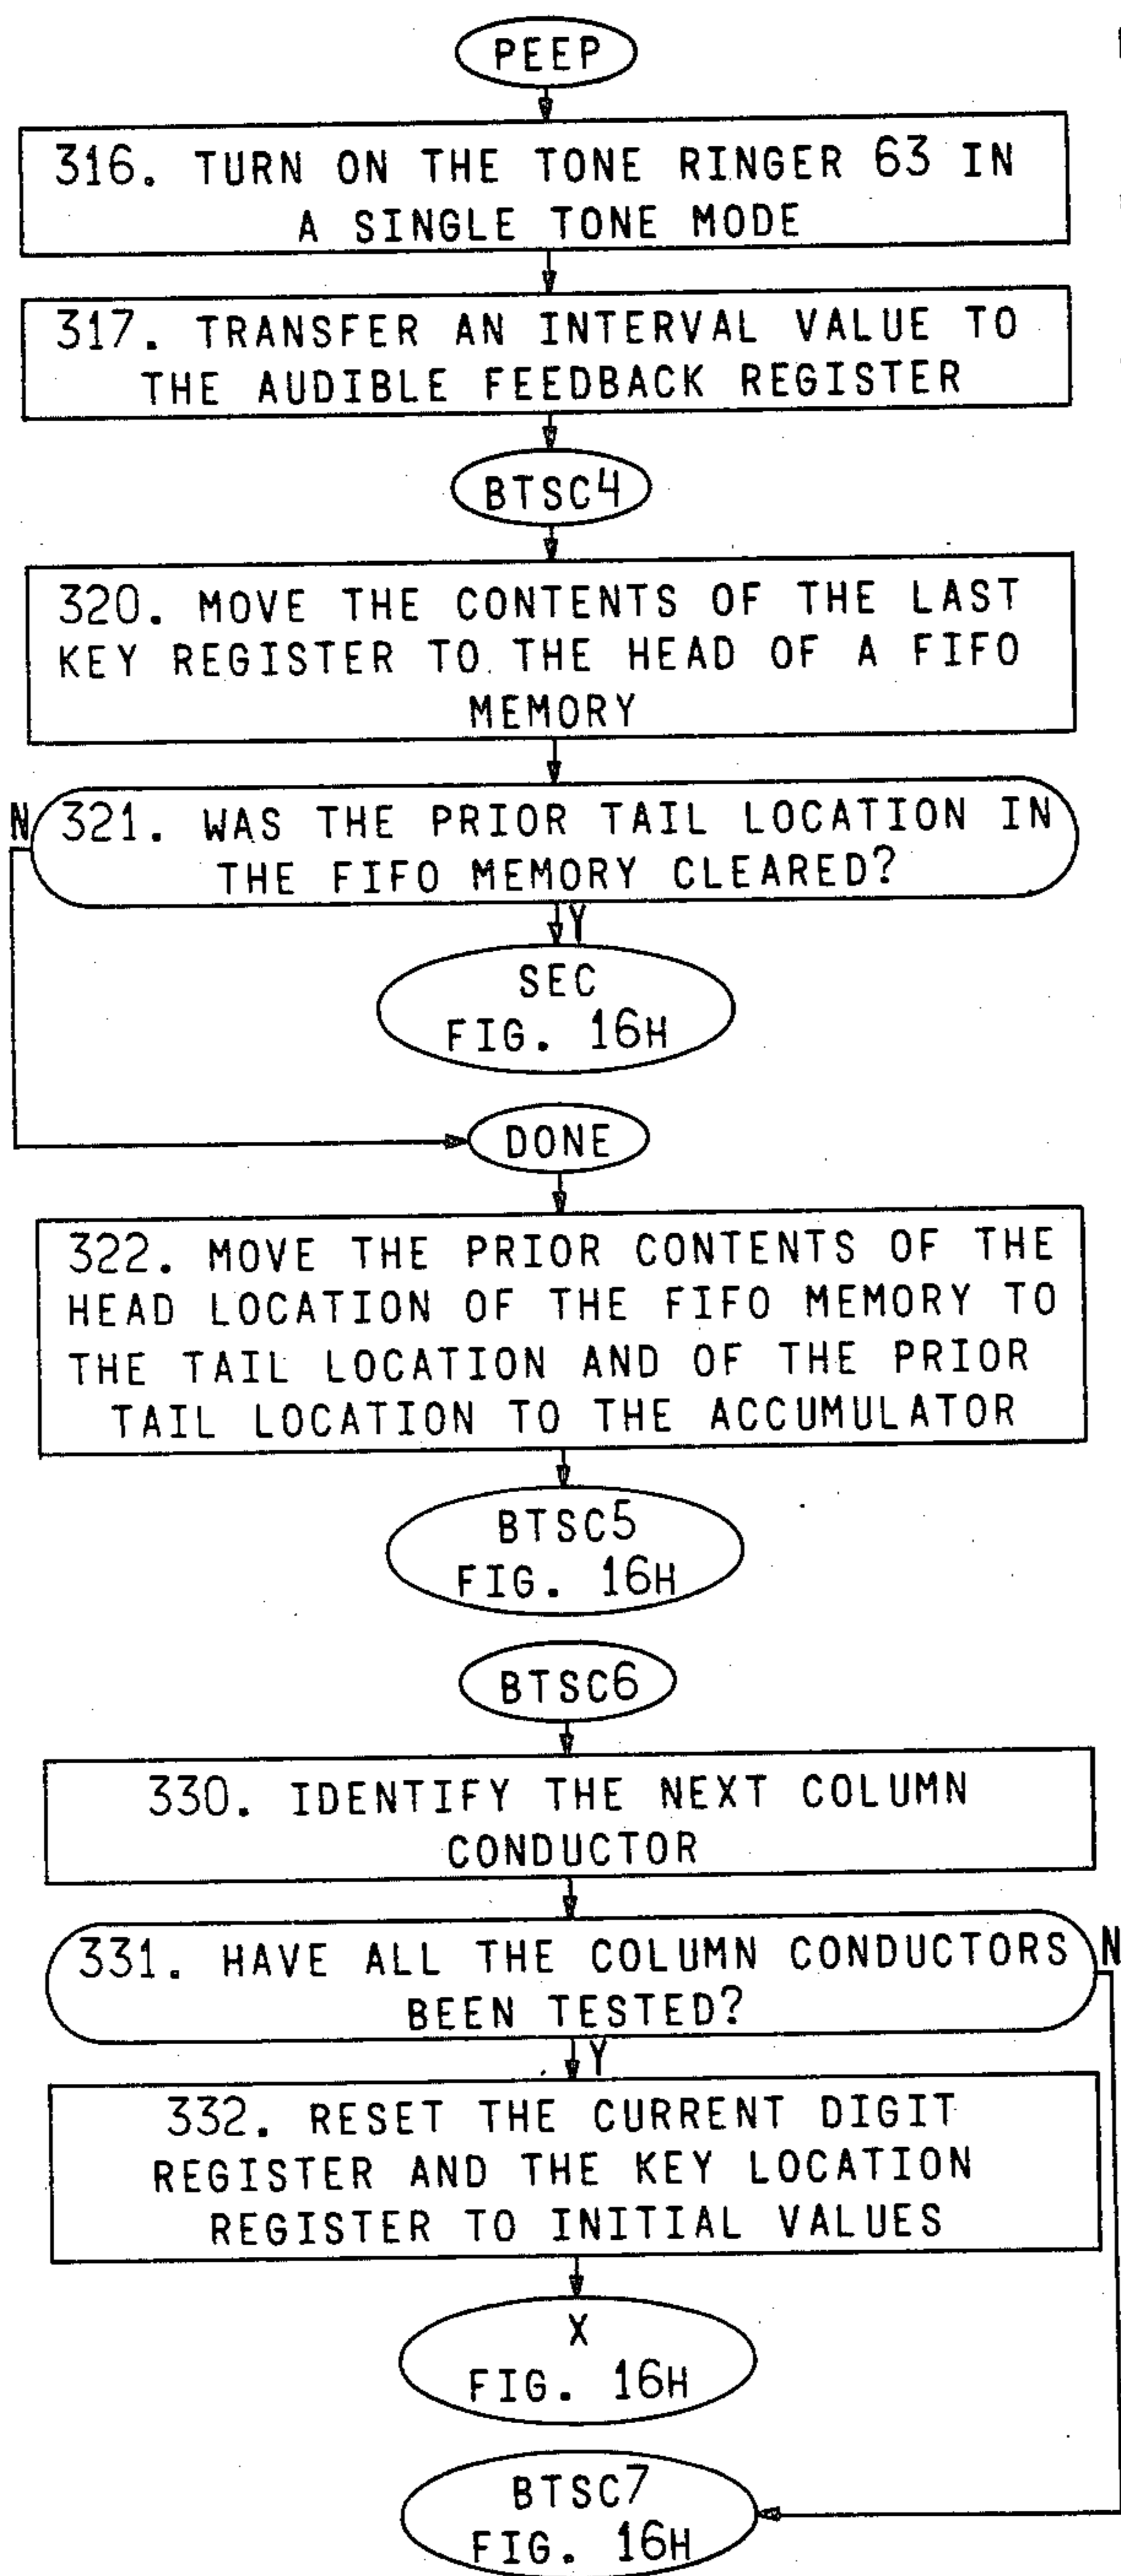 PEEP
316. TURN ON THE TONE RINGER 63 IN
A SINGLE TONE MODE
317. TRANSFER AN INTERVAL VALUE TO
THE AUDIBLE FEEDBACK REGISTER
BTSC4
320. MOVE THE CONTENTS OF THE LAST
KEY REGISTER TO THE HEAD OF A FIFO
MEMORY
N
321. WAS THE PRIOR TAIL LOCATION IN
THE FIFO MEMORY CLEARED?
Y
SEC
FIG. 16H
DONE
322. MOVE THE PRIOR CONTENTS OF THE
HEAD LOCATION OF THE FIFO MEMORY TO
THE TAIL LOCATION AND OF THE PRIOR
TAIL LOCATION TO THE ACCUMULATOR
BTSC5
FIG. 16H
BTSC6
330. IDENTIFY THE NEXT COLUMN
CONDUCTOR
331. HAVE ALL THE COLUMN CONDUCTORS
BEEN TESTED?
N
Y
332. RESET THE CURRENT DIGIT
REGISTER AND THE KEY LOCATION
REGISTER TO INITIAL VALUES
X
FIG. 16H
BTSC7
FIG. 16H